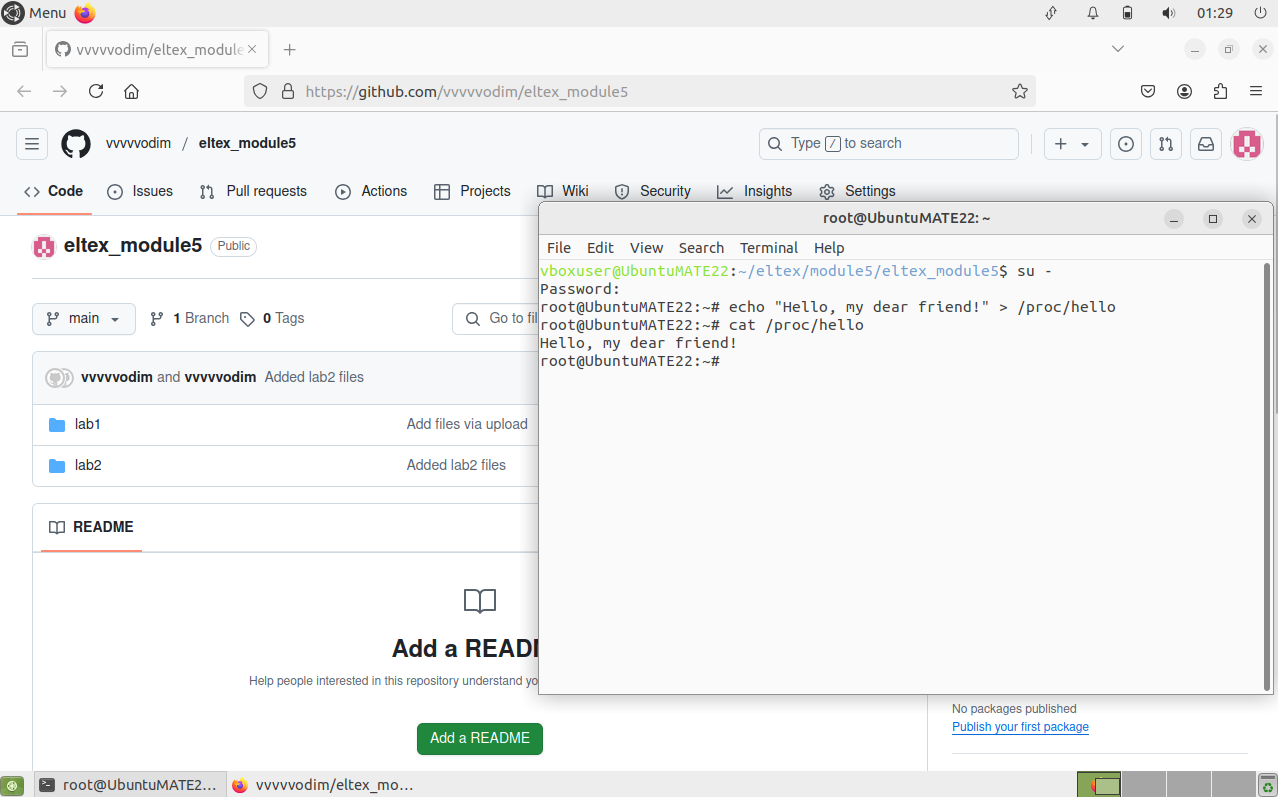 Menu
01:29
vvvvvodim/eltex_module
https://github.com/vvvvvodim/eltex_module5
vvvvvodim / eltex_module5
Type / to search
Code Issues Pull requests Actions Projects Wiki Security Insights Settings
eltex_module5 Public
main
1 Branch
0 Tags
Go to fil
vvvvvodim and vvvvvodim Added lab2 files
lab1 Add files via upload
lab2 Added lab2 files
README
Add a READ
Help people interested in this repository understand yo
Add a README
root@UbuntuMATE22: ~
File Edit View Search Terminal Help
vboxuser@UbuntuMATE22:~/eltex/module5/eltex_module5$ su -
Password:
root@UbuntuMATE22:~# echo "Hello, my dear friend!" > /proc/hello
root@UbuntuMATE22:~# cat /proc/hello
Hello, my dear friend!
root@UbuntuMATE22:~#
No packages published
Publish your first package
root@UbuntuMATE2...
vvvvvodim/eltex_mo...